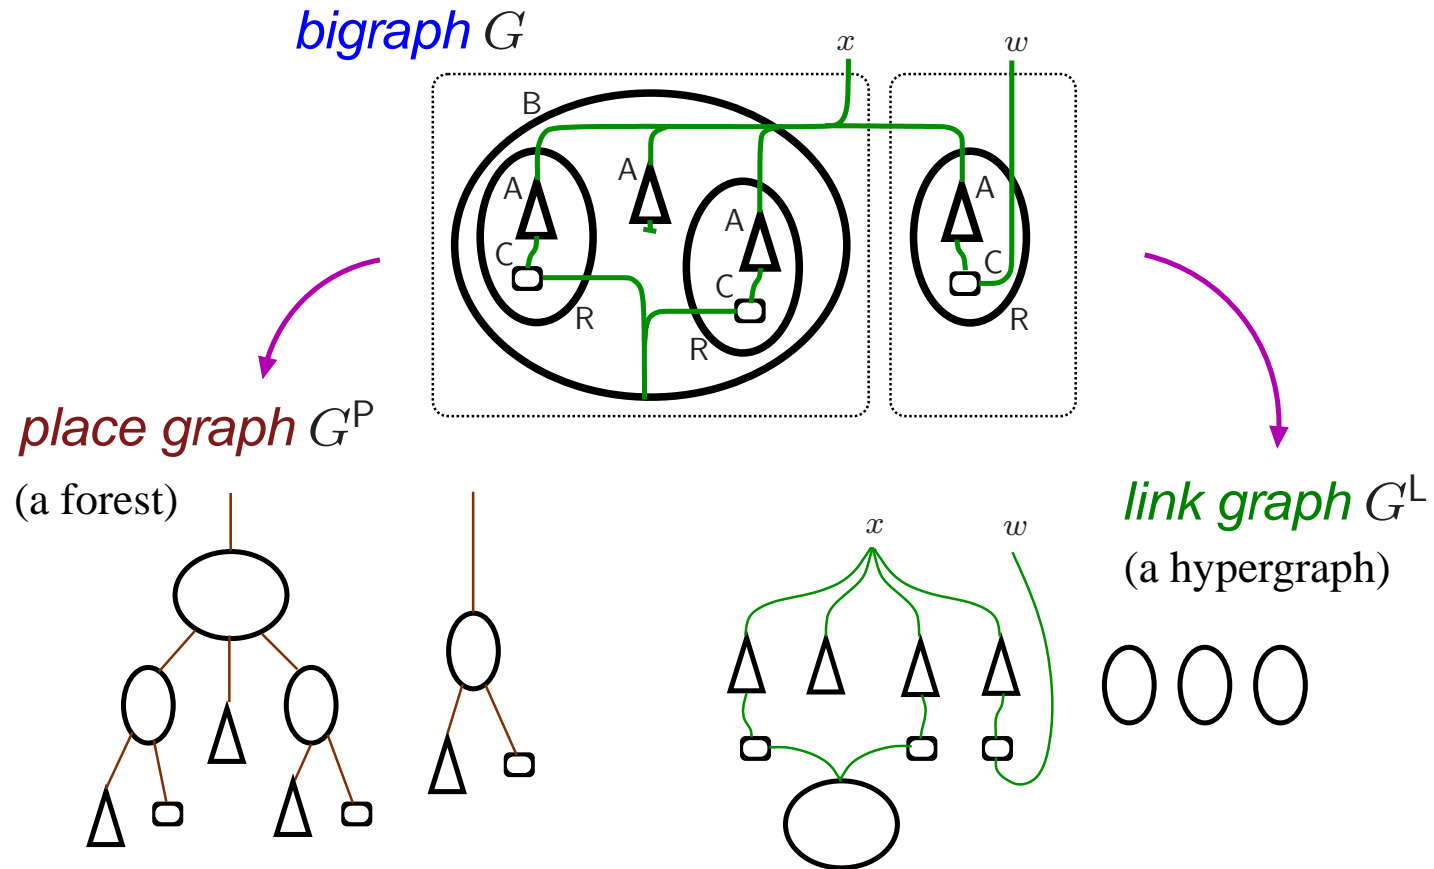 bigraph G
x
w
B
A
A
A
A
C
C
C
R
R
R
place graph G^P
(a forest)
link graph G^L
(a hypergraph)
x
w